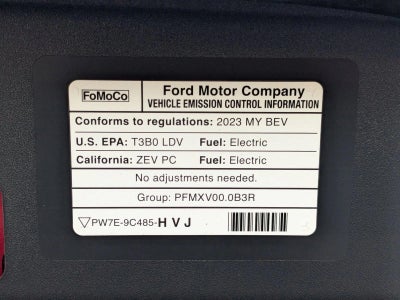 FoMoCo
Ford Motor Company
VEHICLE EMISSION CONTROL INFORMATION
Conforms to regulations: 2023 MY BEV
U.S. EPA: T3B0 LDV Fuel: Electric
California: ZEV PC Fuel: Electric
No adjustments needed.
Group: PFMXV00.0B3R
PW7E-9C485-H V J